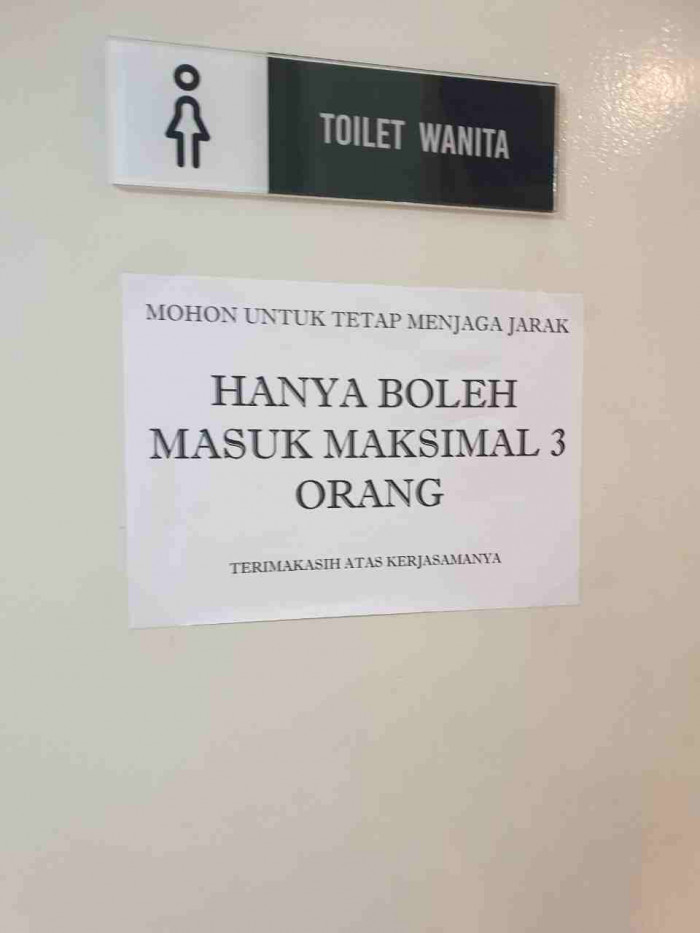 TOILET WANITA
MOHON UNTUK TETAP MENJAGA JARAK
HANYA BOLEH
MASUK MAKSIMAL 3
ORANG
TERIMAKASIH ATAS KERJASAMANYA